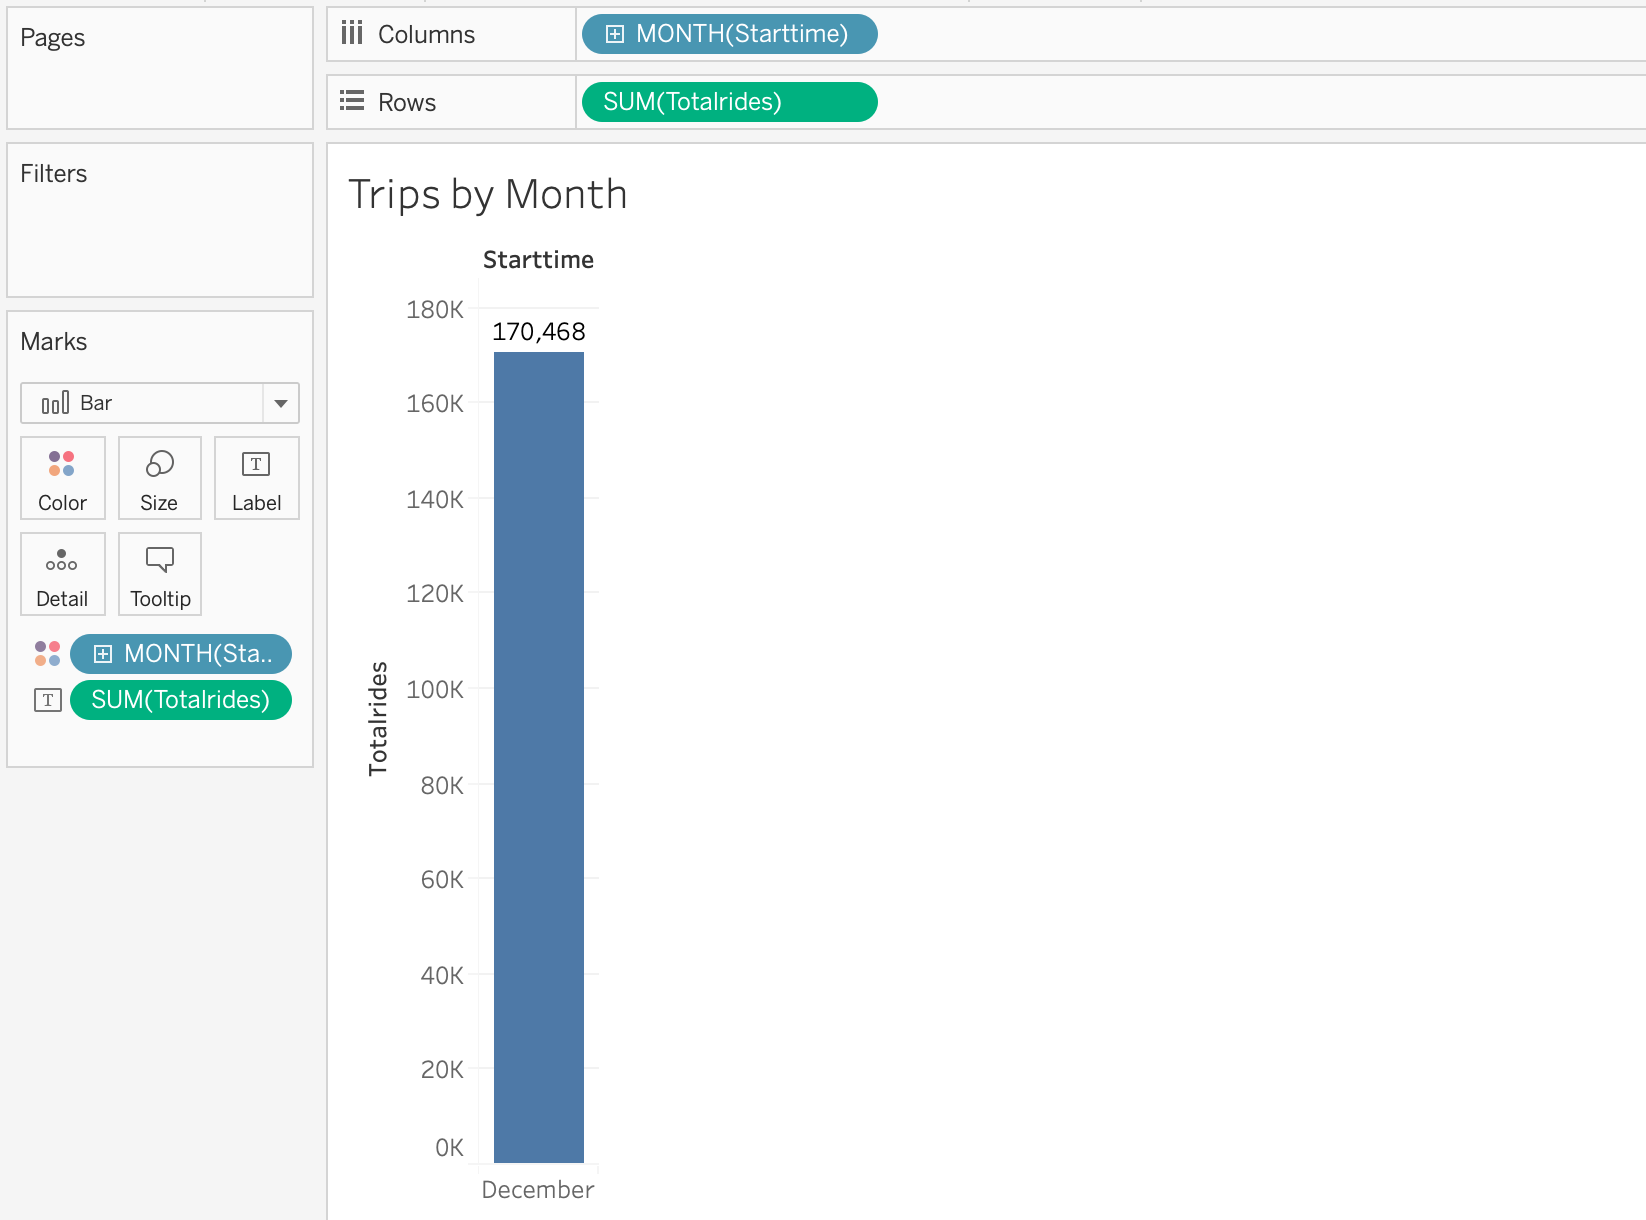 Pages
Columns
MONTH(Starttime)
Rows
SUM(Totalrides)
Filters
Marks
Bar
Color
Size
T
Label
Detail
Tooltip
MONTH(Sta..
T
SUM(Totalrides)
Trips by Month
Starttime
180K
170,468
160K
140K
120K
100K
80K
60K
40K
20K
0K
Totalrides
December